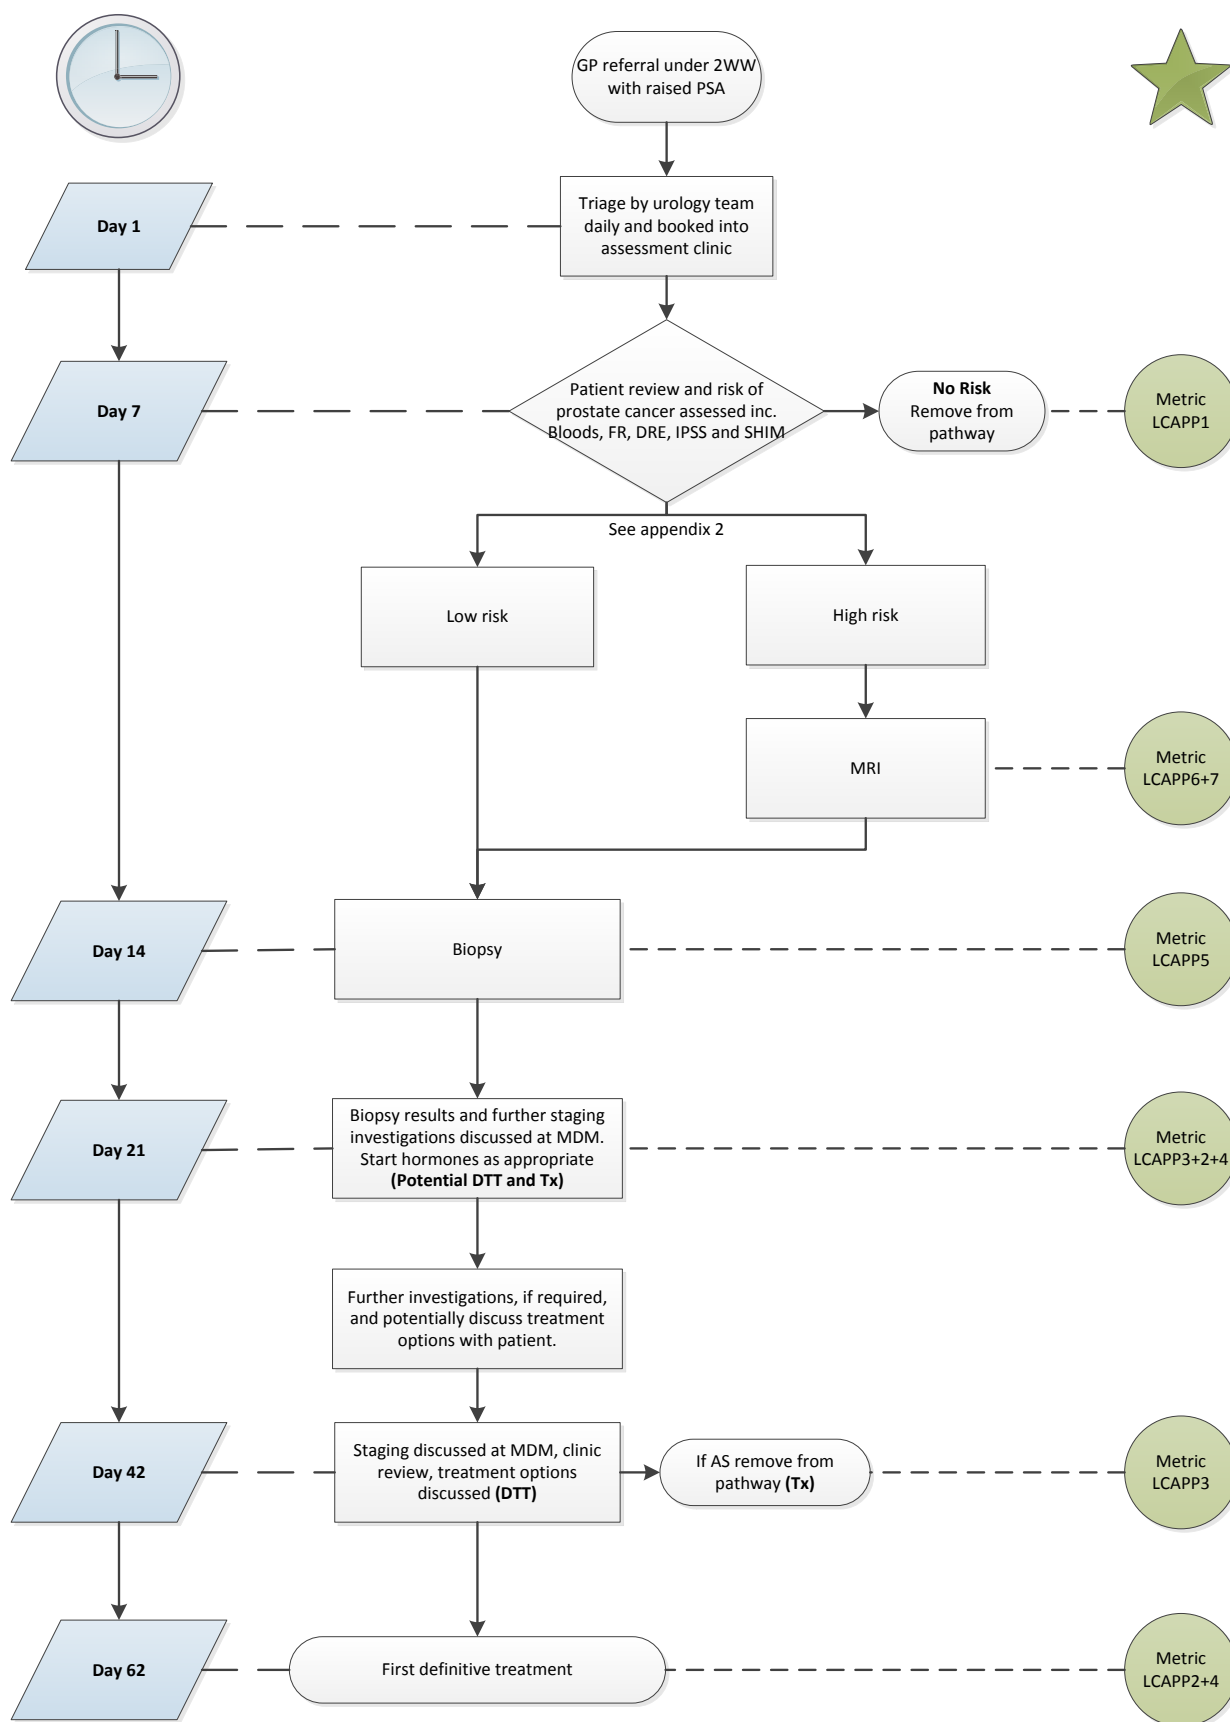 GP referral under 2WW
with raised PSA
Day 1
Triage by urology team
daily and booked into
assessment clinic
Day 7
Patient review and risk of
prostate cancer assessed inc.
Bloods, FR, DRE, IPSS and SHIM
No Risk
Remove from
pathway
Metric
LCAPP1
See appendix 2
Low risk
High risk
MRI
Metric
LCAPP6+7
Day 14
Biopsy
Metric
LCAPP5
Day 21
Biopsy results and further staging
investigations discussed at MDM.
Start hormones as appropriate
(Potential DTT and Tx)
Metric
LCAPP3+2+4
Further investigations, if required,
and potentially discuss treatment
options with patient.
Day 42
Staging discussed at MDM, clinic
review, treatment options
discussed (DTT)
If AS remove from
pathway (Tx)
Metric
LCAPP3
Day 62
First definitive treatment
Metric
LCAPP2+4